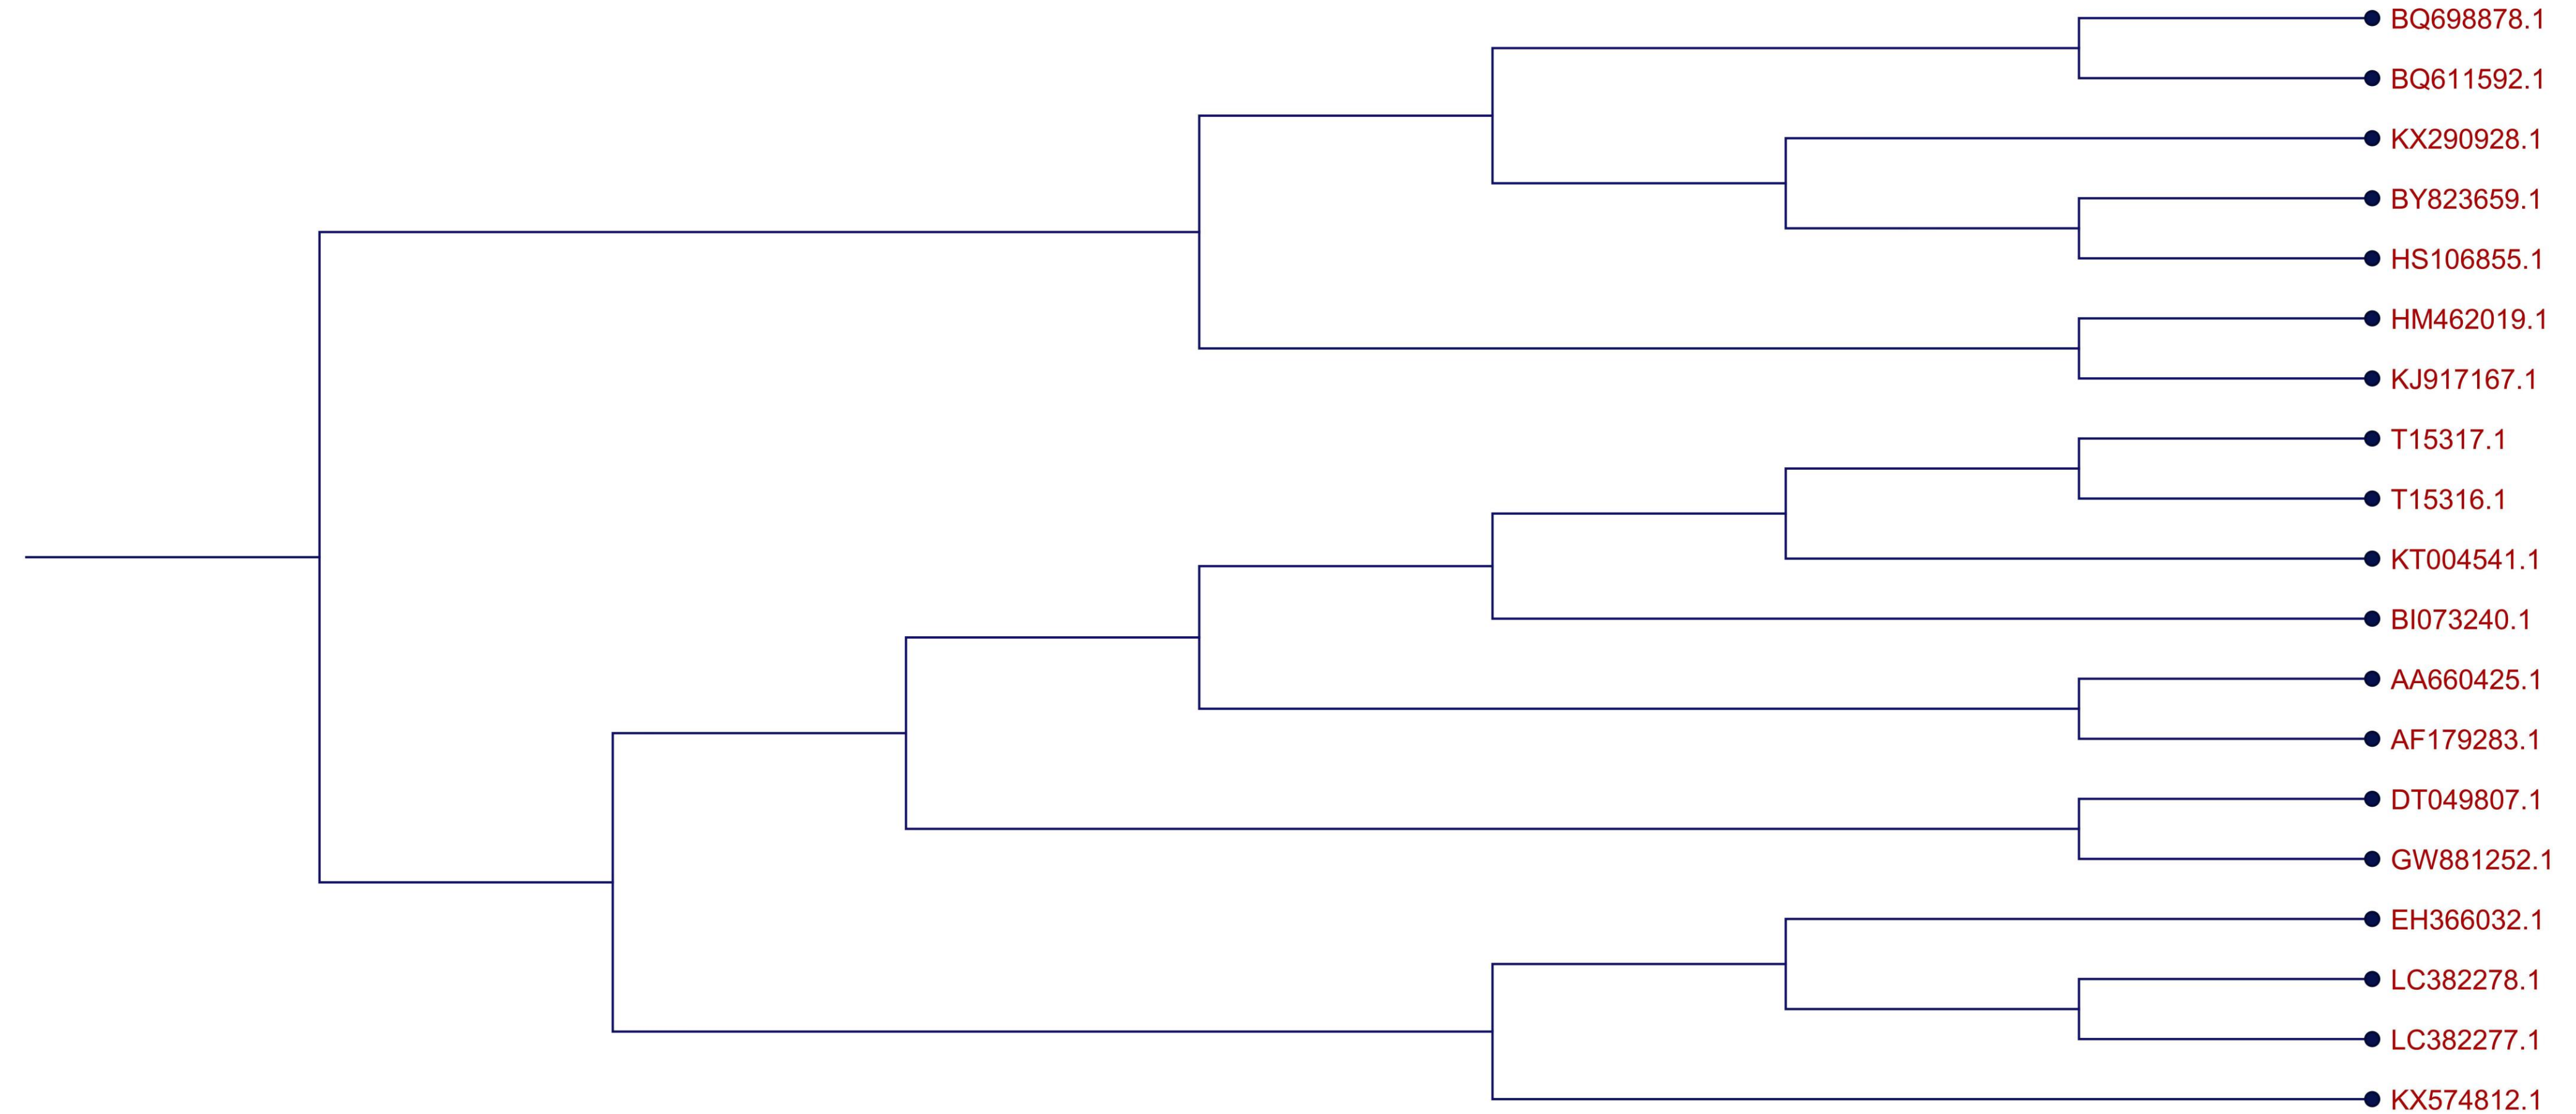 BQ698878.1
BQ611592.1
KX290928.1
BY823659.1
HS106855.1
HM462019.1
KJ917167.1
T15317.1
T15316.1
KT004541.1
BI073240.1
AA660425.1
AF179283.1
DT049807.1
GW881252.1
EH366032.1
LC382278.1
LC382277.1
KX574812.1